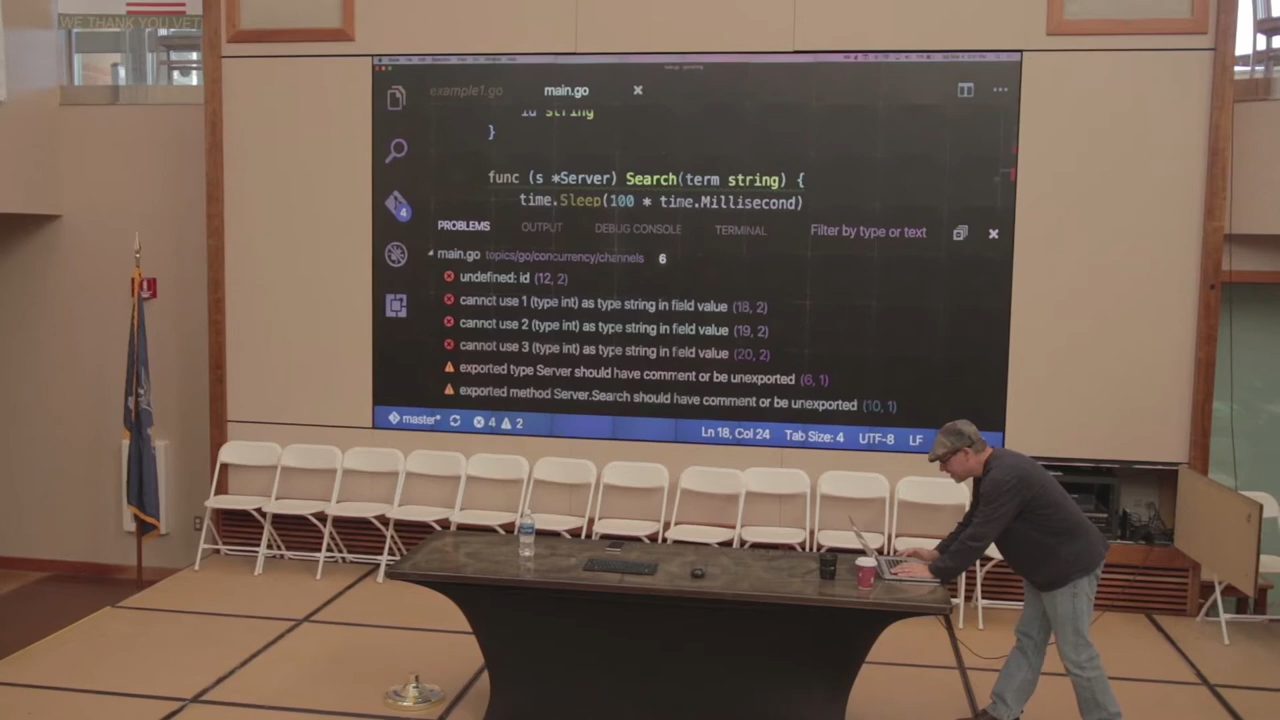 WE THANK YOU VET
example1.go main.go
id string
}
func (s *Server) Search(term string) {
time.Sleep(100 * time.Millisecond)
PROBLEMS OUTPUT DEBUG CONSOLE TERMINAL Filter by type or text
main.go topics/go/concurrency/channels 6
undefined: id (12, 2)
cannot use 1 (type int) as type string in field value (18, 2)
cannot use 2 (type int) as type string in field value (19, 2)
cannot use 3 (type int) as type string in field value (20, 2)
exported type Server should have comment or be unexported (6, 1)
exported method Server.Search should have comment or be unexported (10, 1)
4
master* 4 2 Ln 18, Col 24 Tab Size: 4 UTF-8 LF